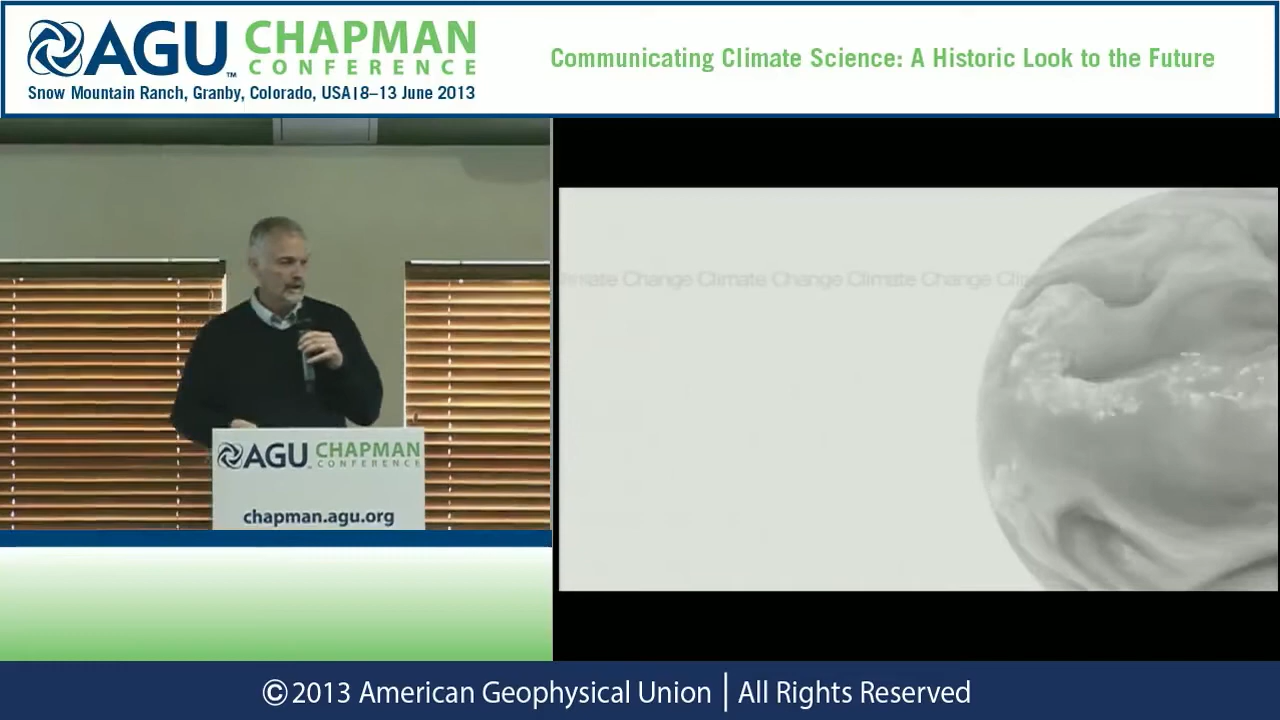 AGU CHAPMAN
TM CONFERENCE
Snow Mountain Ranch, Granby, Colorado, USA|8–13 June 2013
Communicating Climate Science: A Historic Look to the Future
Climate Change Climate Change Climate Change
AGU CHAPMAN
CONFERENCE
chapman.agu.org
©2013 American Geophysical Union | All Rights Reserved